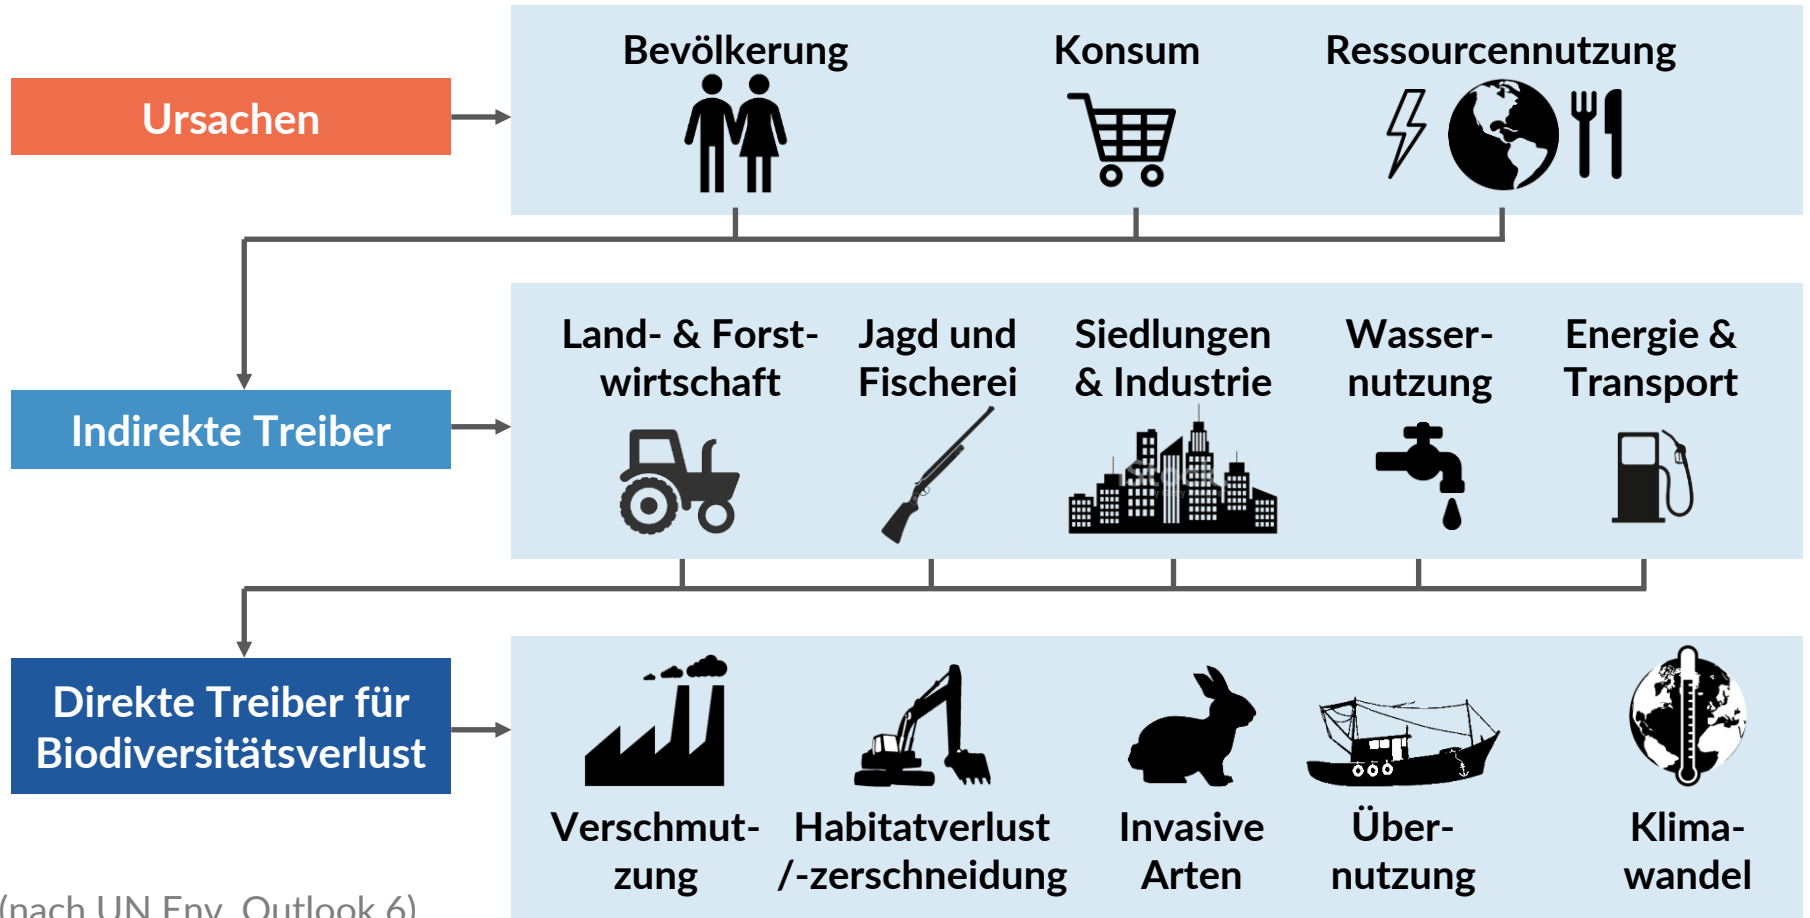 Bevölkerung
Konsum
Ressourcennutzung
Ursachen
Land- & Forst-
wirtschaft
Jagd und
Fischerei
Siedlungen
& Industrie
Wasser-
nutzung
Energie &
Transport
Indirekte Treiber
Direkte Treiber für
Biodiversitätsverlust
Verschmut-
zung
Habitatverlust
/-zerschneidung
Invasive
Arten
Über-
nutzung
Klima-
wandel
(nach UN Env. Outlook 6)